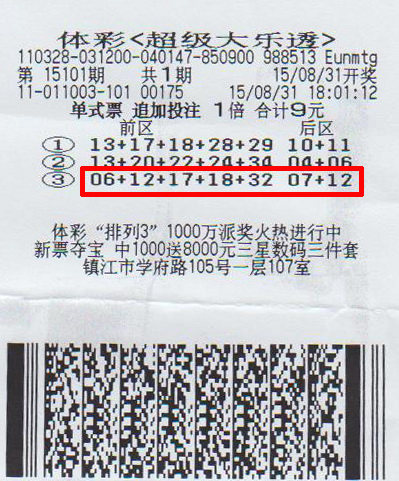 体彩<超级大乐透>
110328-031200-040147-850900 988513 Eunmtg
第 15101期 共1期 15/08/31开奖
11-011003-101 00175 15/08/31 18:01:12
单式票 追加投注 1倍 合计9元
前区 后区
① 13+17+18+28+29 10+11
② 13+20+22+24+34 04+06
③ 06+12+17+18+32 07+12
体彩“排列3”1000万派奖火热进行中
新票夺宝 中1000送8000元三星数码三件套
镇江市学府路105号一层107室